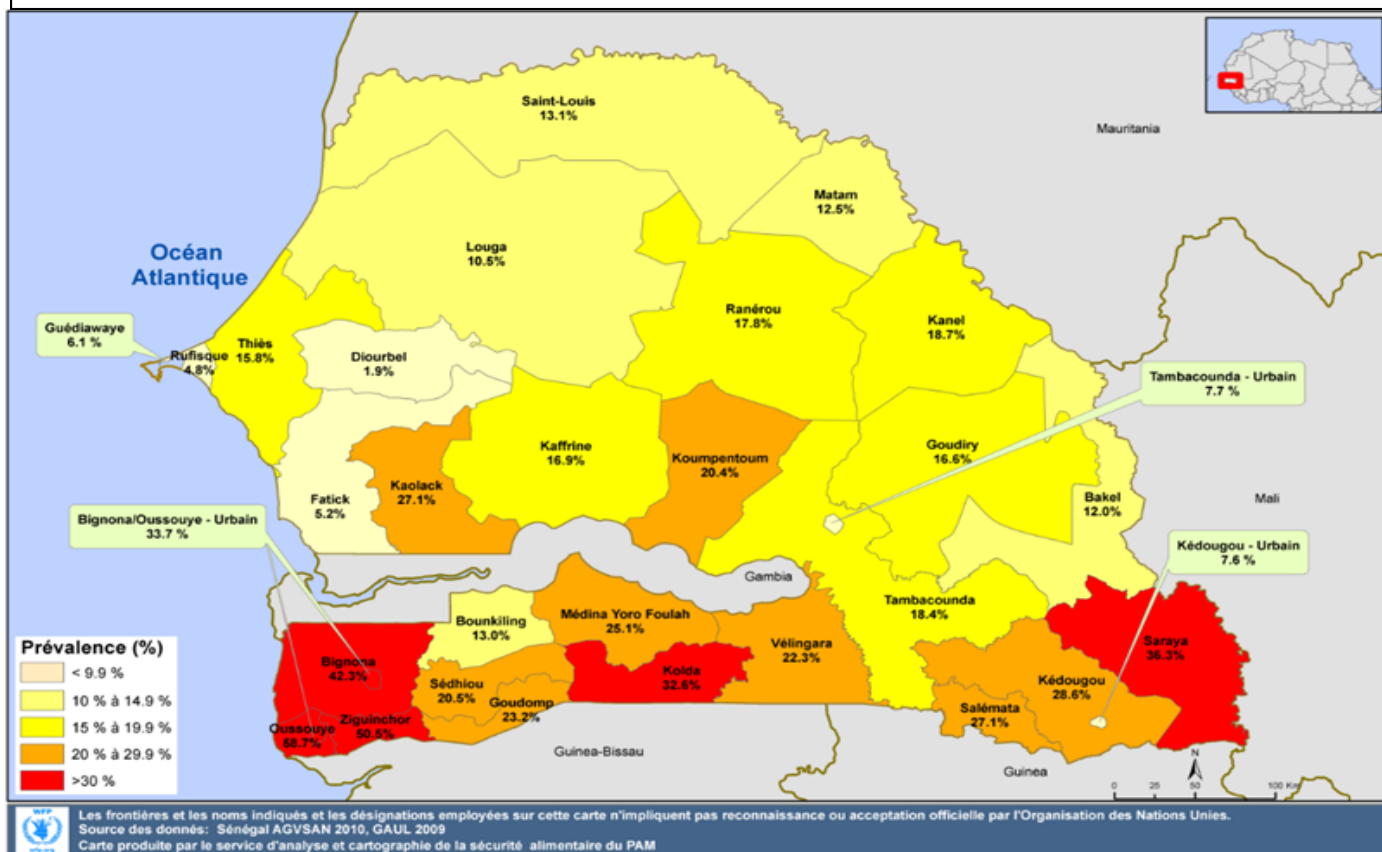 Saint-Louis
13.1%
Mauritania
Matam
12.5%
Océan
Atlantique
Louga
10.5%
Ranérou
17.8%
Kanel
18.7%
Guédiawaye
6.1 %
Rufisque
4.8%
Thiès
15.8%
Diourbel
1.9%
Tambacounda - Urbain
7.7 %
Kaffrine
16.9%
Koumpentoum
20.4%
Goudiry
16.6%
Kaolack
27.1%
Fatick
5.2%
Bakel
12.0%
Mali
Bignona/Oussouye - Urbain
33.7 %
Kédougou - Urbain
7.6 %
Gambia
Bounkiling
13.0%
Médina Yoro Foulah
25.1%
Tambacounda
18.4%
Vélingara
22.3%
Saraya
36.3%
Bignona
42.3%
Kolda
32.6%
Sédhiou
20.5%
Goudomp
23.2%
Kédougou
28.6%
Salémata
27.1%
Oussouye
Ziguinchor
50.5%
Guinea-Bissau
Guinea
Prévalence (%)
< 9.9 %
10 % à 14.9 %
15 % à 19.9 %
20 % à 29.9 %
>30 %
N
0 25 50 100 Km
WFP
wfp.org
Les frontières et les noms indiqués et les désignations employées sur cette carte n'impliquent pas reconnaissance ou acceptation officielle par l'Organisation des Nations Unies.
Source des donnés: Sénégal AGVSAN 2010, GAUL 2009
Carte produite par le service d'analyse et cartographie de la sécurité alimentaire du PAM